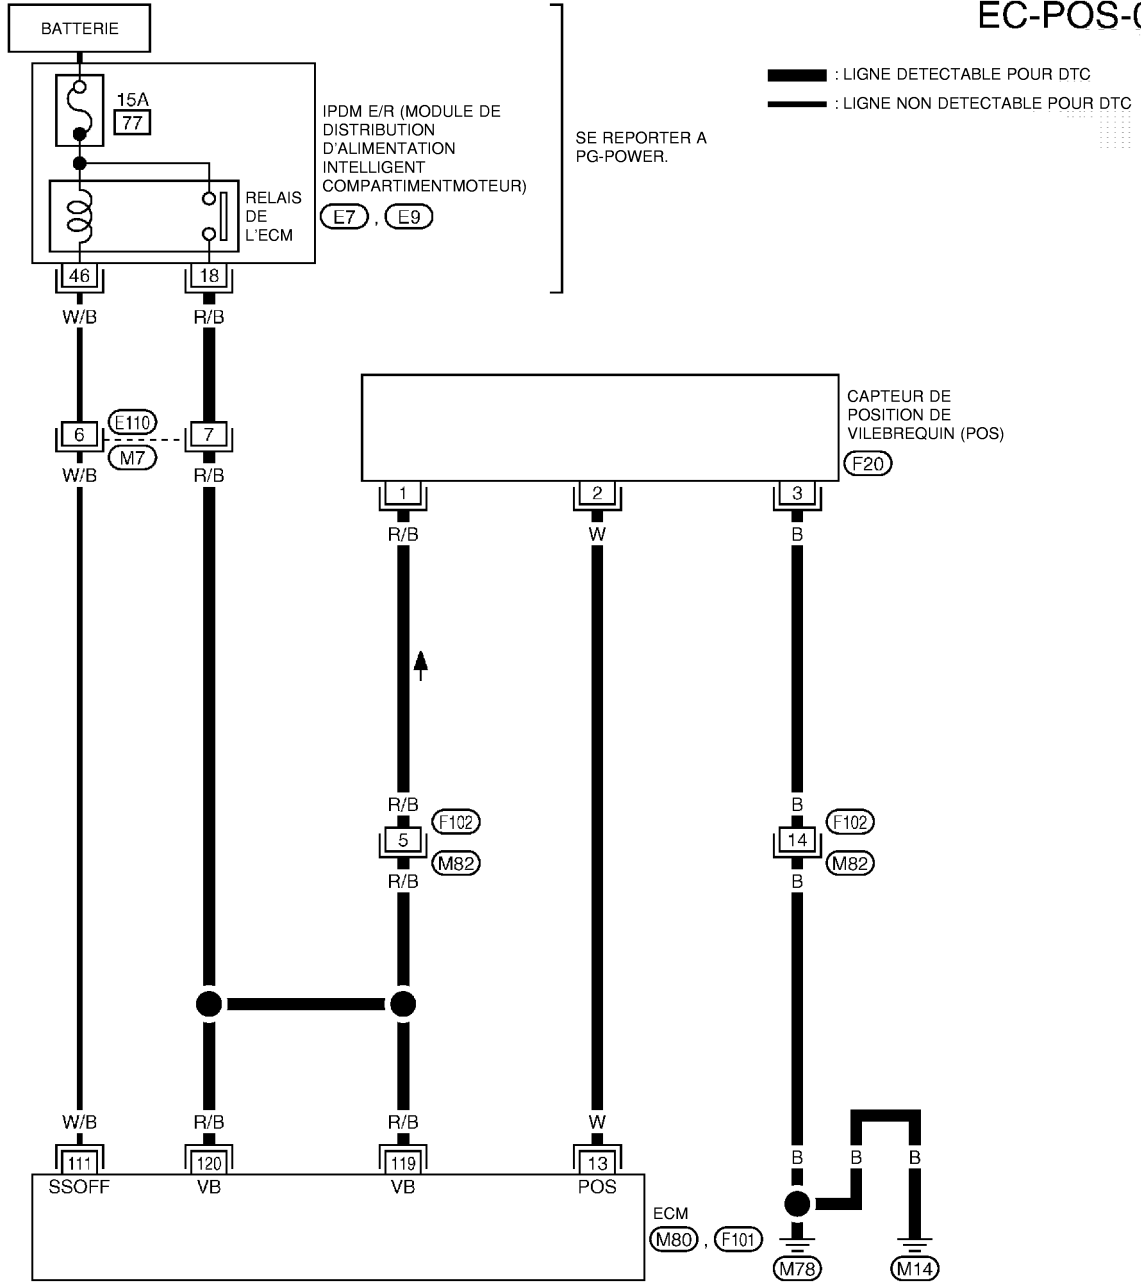 EC-POS-0
BATTERIE
: LIGNE DETECTABLE POUR DTC
: LIGNE NON DETECTABLE POUR DTC
15A
77
IPDM E/R (MODULE DE
DISTRIBUTION
D'ALIMENTATION
INTELLIGENT
COMPARTIMENTMOTEUR)
E7 , E9
SE REPORTER A
PG-POWER.
RELAIS
DE
L'ECM
46 18
W/B R/B
6 E110 7
M7
W/B R/B
CAPTEUR DE
POSITION DE
VILEBREQUIN (POS)
F20
1 2 3
R/B W B
R/B B
5 F102 14 F102
M82 M82
R/B B
W/B R/B R/B W
111 120 119 13
SSOFF VB VB POS
B B B
ECM
M80 , F101
M78 M14